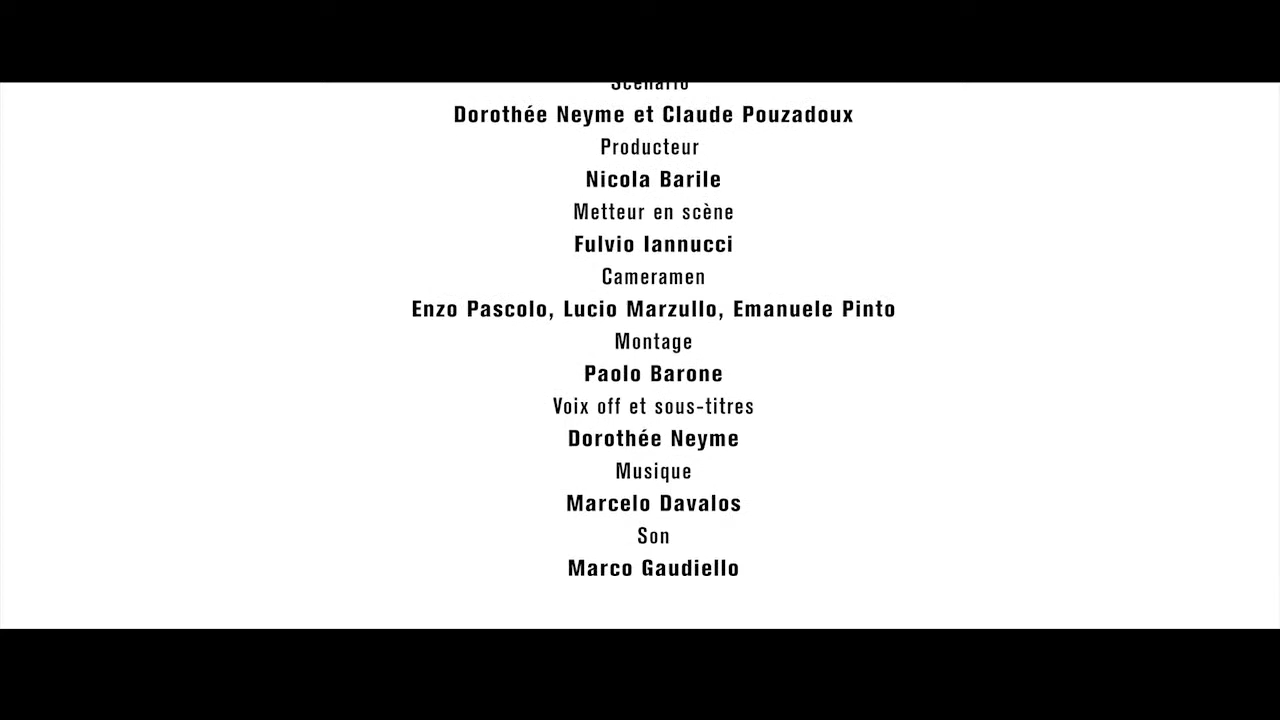 Scénario
Dorothée Neyme et Claude Pouzadoux
Producteur
Nicola Barile
Metteur en scène
Fulvio Iannucci
Cameramen
Enzo Pascolo, Lucio Marzullo, Emanuele Pinto
Montage
Paolo Barone
Voix off et sous-titres
Dorothée Neyme
Musique
Marcelo Davalos
Son
Marco Gaudiello